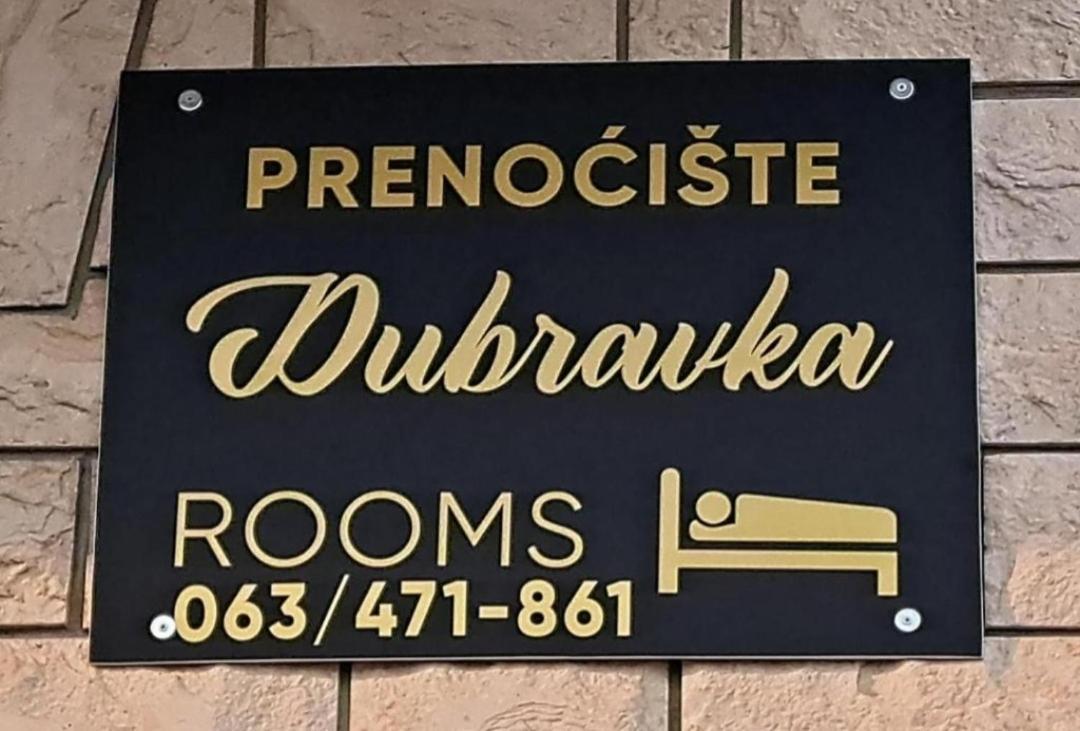 PRENOĆIŠTE
Dubravka
ROOMS
063/471-861